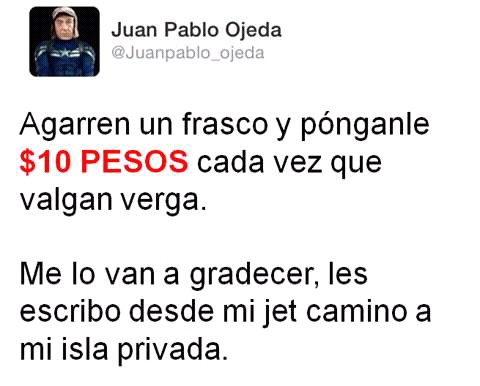 Juan Pablo Ojeda
@Juanpablo_ojeda
Agarren un frasco y pónganle
$10 PESOS cada vez que
valgan verga.
Me lo van a gradecer, les
escribo desde mi jet camino a
mi isla privada.